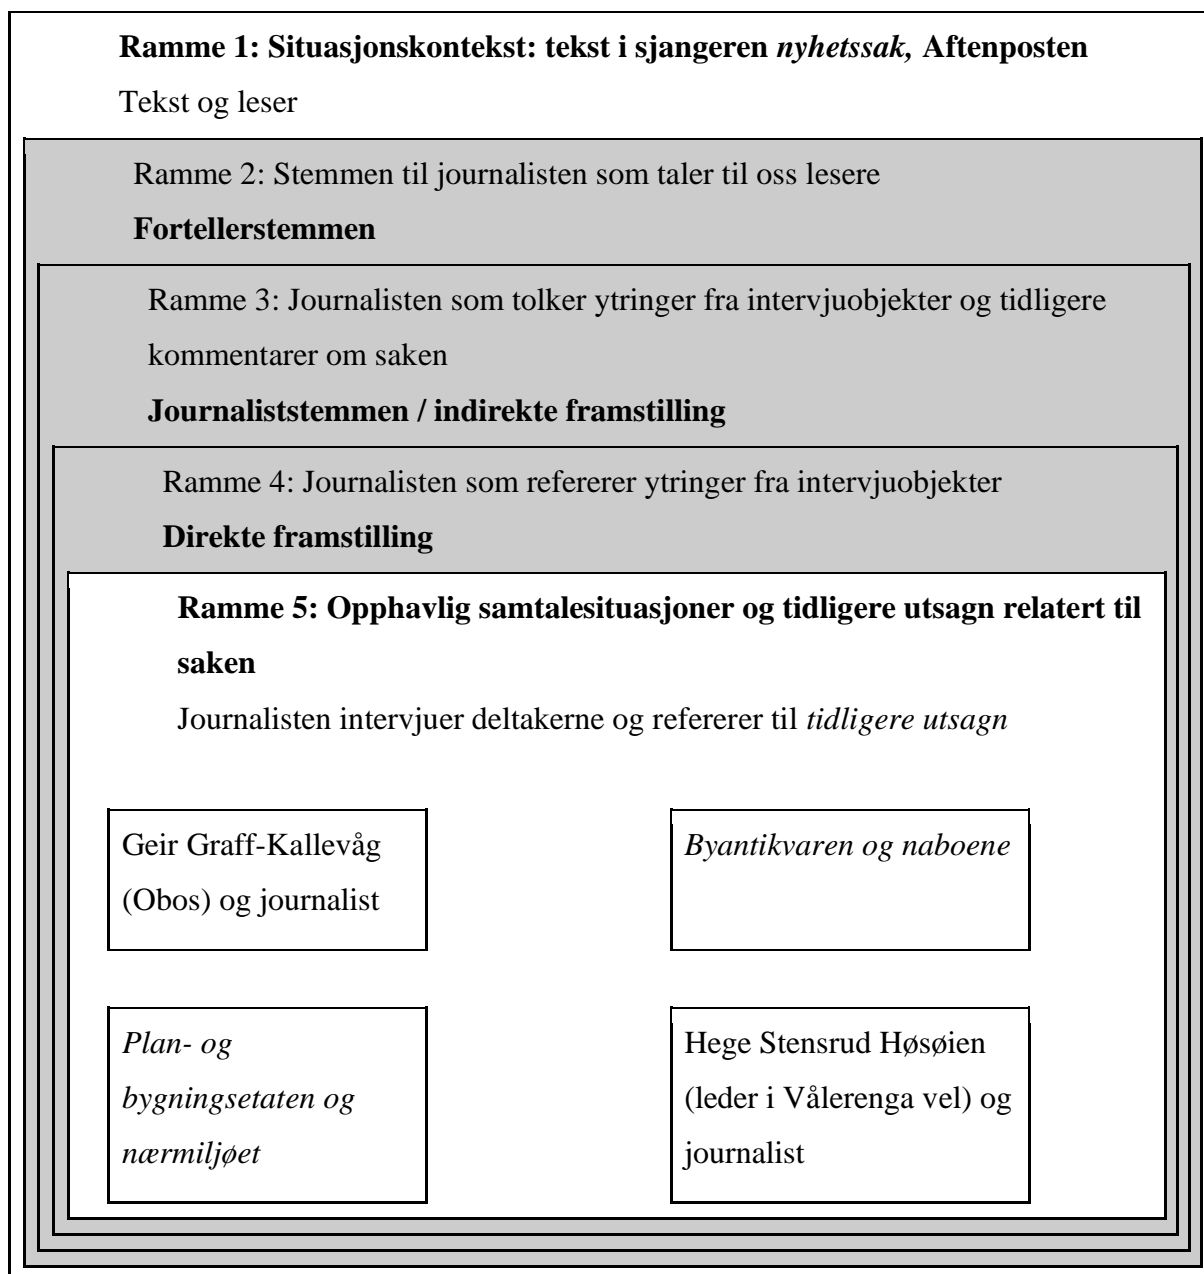 Ramme 1: Situasjonskontekst: tekst i sjangeren nyhetssak, Aftenposten
Tekst og leser
Ramme 2: Stemmen til journalisten som taler til oss lesere
Fortellerstemmen
Ramme 3: Journalisten som tolker ytringer fra intervjuobjekter og tidligere
kommentarer om saken
Journaliststemmen / indirekte framstilling
Ramme 4: Journalisten som refererer ytringer fra intervjuobjekter
Direkte framstilling
Ramme 5: Opphavlig samtalesituasjoner og tidligere utsagn relatert til
saken
Journalisten intervjuer deltakerne og refererer til tidligere utsagn
Geir Graff-Kallevåg
(Obos) og journalist
Byantikvaren og naboene
Plan- og
bygningsetaten og
nærmiljøet
Hege Stensrud Høsøien
(leder i Vålerenga vel) og
journalist